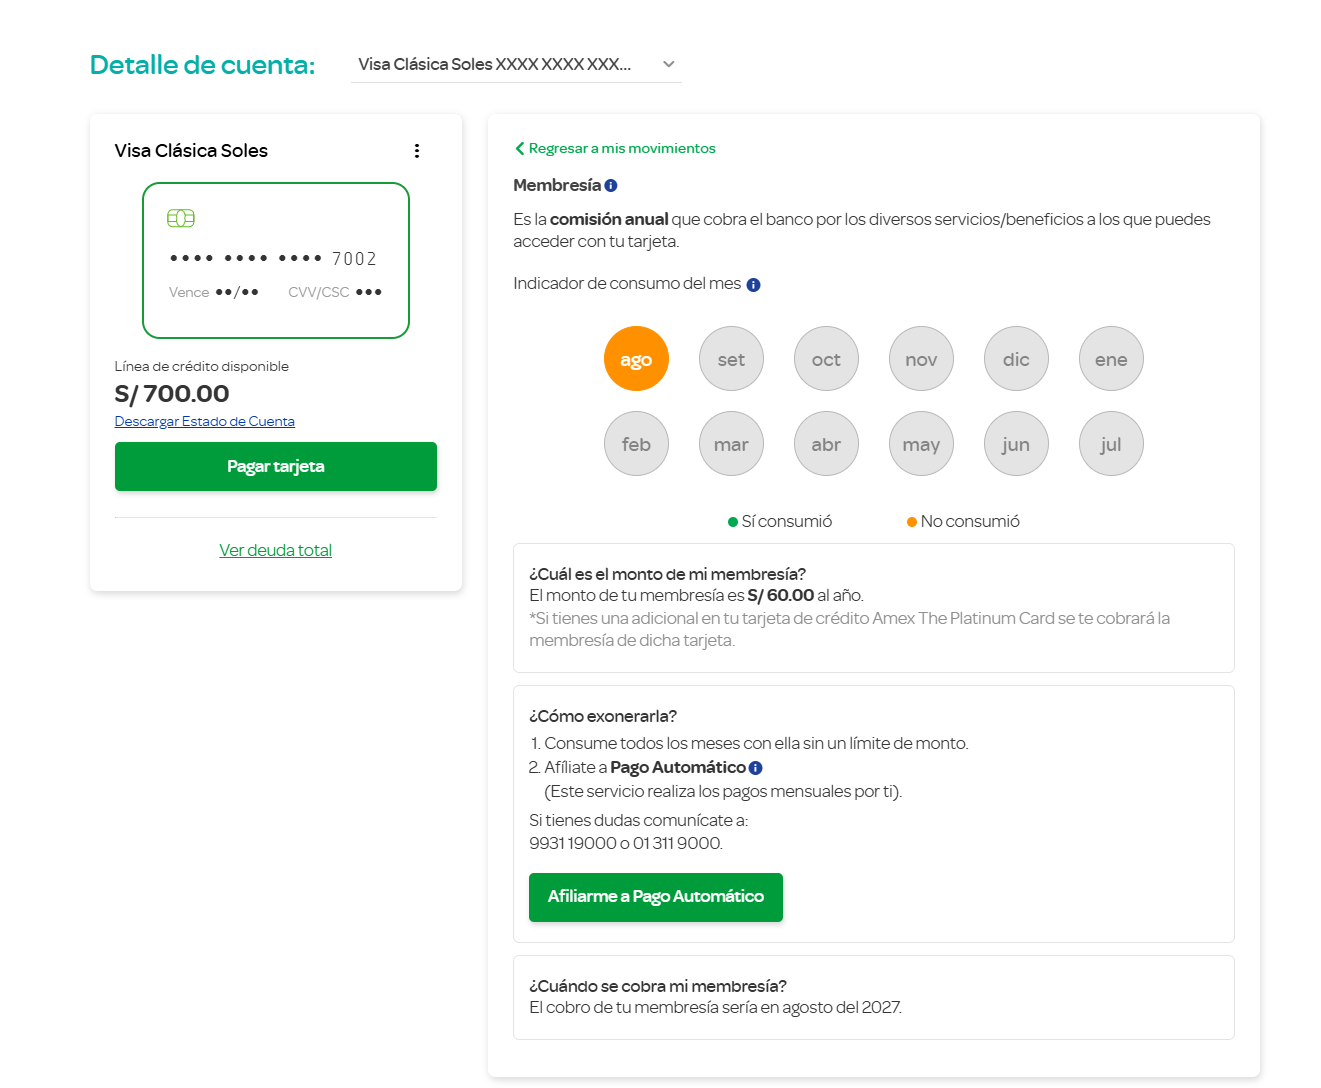 Detalle de cuenta:
Visa Clásica Soles XXXX XXXX XXX...
Visa Clásica Soles
•••• •••• •••• 7002
Vence ••/•• CVV/CSC •••
Línea de crédito disponible
S/ 700.00
Descargar Estado de Cuenta
Pagar tarjeta
Ver deuda total
Regresar a mis movimientos
Membresía
Es la comisión anual que cobra el banco por los diversos servicios/beneficios a los que puedes
acceder con tu tarjeta.
Indicador de consumo del mes
ago set oct nov dic ene
feb mar abr may jun jul
Sí consumió No consumió
¿Cuál es el monto de mi membresía?
El monto de tu membresía es S/ 60.00 al año.
*Si tienes una adicional en tu tarjeta de crédito Amex The Platinum Card se te cobrará la
membresía de dicha tarjeta.
¿Cómo exonerarla?
1. Consume todos los meses con ella sin un límite de monto.
2. Afíliate a Pago Automático
(Este servicio realiza los pagos mensuales por ti).
Si tienes dudas comunícate a:
9931 19000 o 01 311 9000.
Afiliarme a Pago Automático
¿Cuándo se cobra mi membresía?
El cobro de tu membresía sería en agosto del 2027.